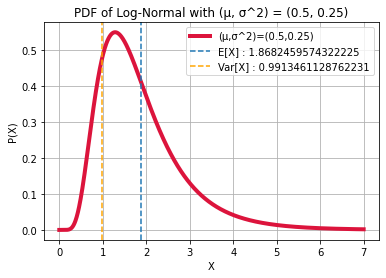 PDF of Log-Normal with (μ, σ^2) = (0.5, 0.25)
(μ,σ^2)=(0.5,0.25)
E[X] : 1.8682459574322225
Var[X] : 0.9913461128762231
P(X)
0.5
0.4
0.3
0.2
0.1
0.0
0 1 2 3 4 5 6 7
X